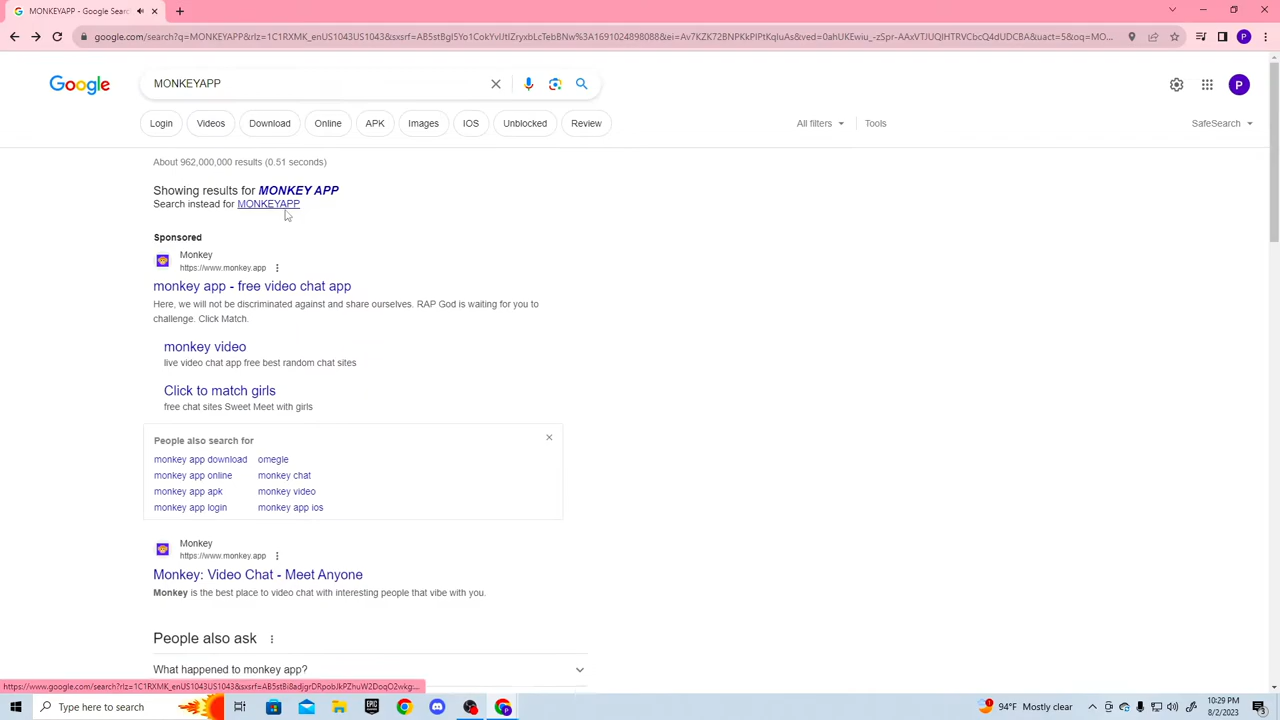 MONKEYAPP - Google Sear
google.com/search?q=MONKEYAPP&rlz=1C1RXMK_enUS1043US1043&sxsrf=
Google
MONKEYAPP
P
Login
Videos
Download
Online
APK
Images
IOS
Unblocked
Review
All filters
Tools
SafeSearch
About 962,000,000 results (0.51 seconds)
Showing results for MONKEY APP
Search instead for MONKEYAPP
Sponsored
Monkey
https://www.monkey.app
monkey app - free video chat app
Here, we will not be discriminated against and share ourselves. RAP God is waiting for you to
challenge. Click Match.
monkey video
live video chat app free best random chat sites
Click to match girls
free chat sites Sweet Meet with girls
People also search for
monkey app download omegle
monkey app online monkey chat
monkey app apk monkey video
monkey app login monkey app ios
Monkey
https://www.monkey.app
Monkey: Video Chat - Meet Anyone
Monkey is the best place to video chat with interesting people that vibe with you.
People also ask
What happened to monkey app?
Type here to search
94°F Mostly clear
10:29 PM
8/2/2023